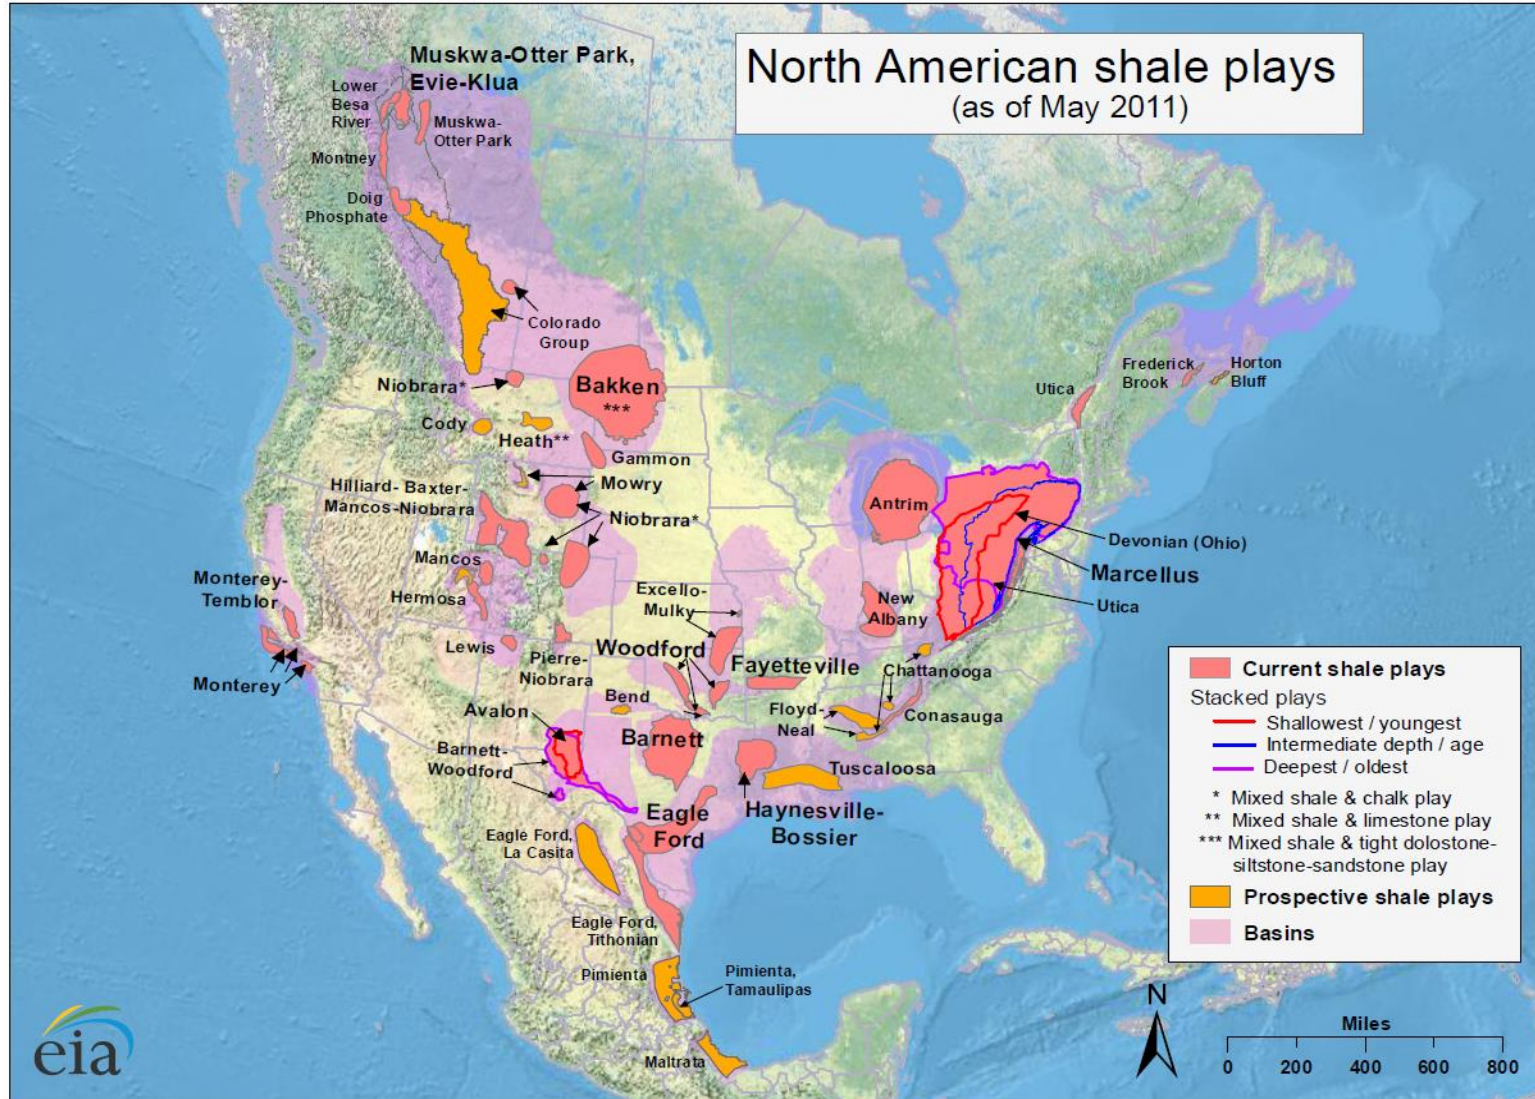 North American shale plays
(as of May 2011)
Muskwa-Otter Park,
Evie-Klua
Lower
Besa
River
Muskwa-
Otter Park
Montney
Doig
Phosphate
Colorado
Group
Niobrara*
Bakken
***
Cody
Heath**
Gammon
Mowry
Hilliard- Baxter-
Mancos-Niobrara
Niobrara*
Mancos
Hermosa
Monterey-
Temblor
Monterey
Lewis
Pierre-
Niobrara
Excello-
Mulky
Woodford
Fayetteville
Bend
Avalon
Barnett-
Woodford
Barnett
Antrim
New
Albany
Chattanooga
Floyd-
Neal
Conasauga
Tuscaloosa
Haynesville-
Bossier
Eagle
Ford
Eagle Ford,
La Casita
Eagle Ford,
Tithonian
Pimienta
Pimienta,
Tamaulipas
Maltrata
Utica
Frederick
Brook
Horton
Bluff
Devonian (Ohio)
Marcellus
Utica
Current shale plays
Stacked plays
Shallowest / youngest
Intermediate depth / age
Deepest / oldest
* Mixed shale & chalk play
** Mixed shale & limestone play
*** Mixed shale & tight dolostone-
siltstone-sandstone play
Prospective shale plays
Basins
N
Miles
0 200 400 600 800
eia